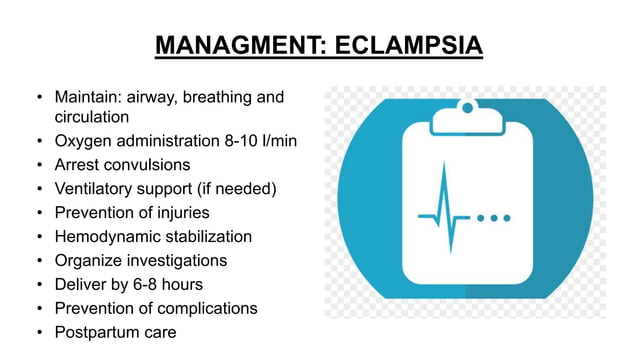 MANAGMENT: ECLAMPSIA
• Maintain: airway, breathing and
circulation
• Oxygen administration 8-10 l/min
• Arrest convulsions
• Ventilatory support (if needed)
• Prevention of injuries
• Hemodynamic stabilization
• Organize investigations
• Deliver by 6-8 hours
• Prevention of complications
• Postpartum care